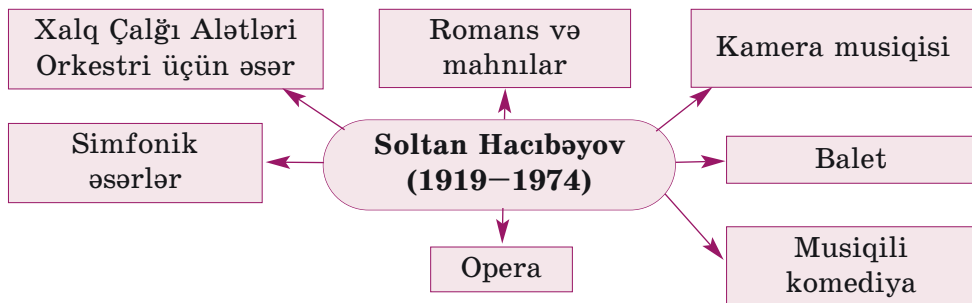 Xalq Çalğı Alətləri
Orkestri üçün əsər
Romans və
mahnılar
Kamera musiqisi
Simfonik
əsərlər
Soltan Hacıbəyov
(1919–1974)
Balet
Opera
Musiqili
komediya